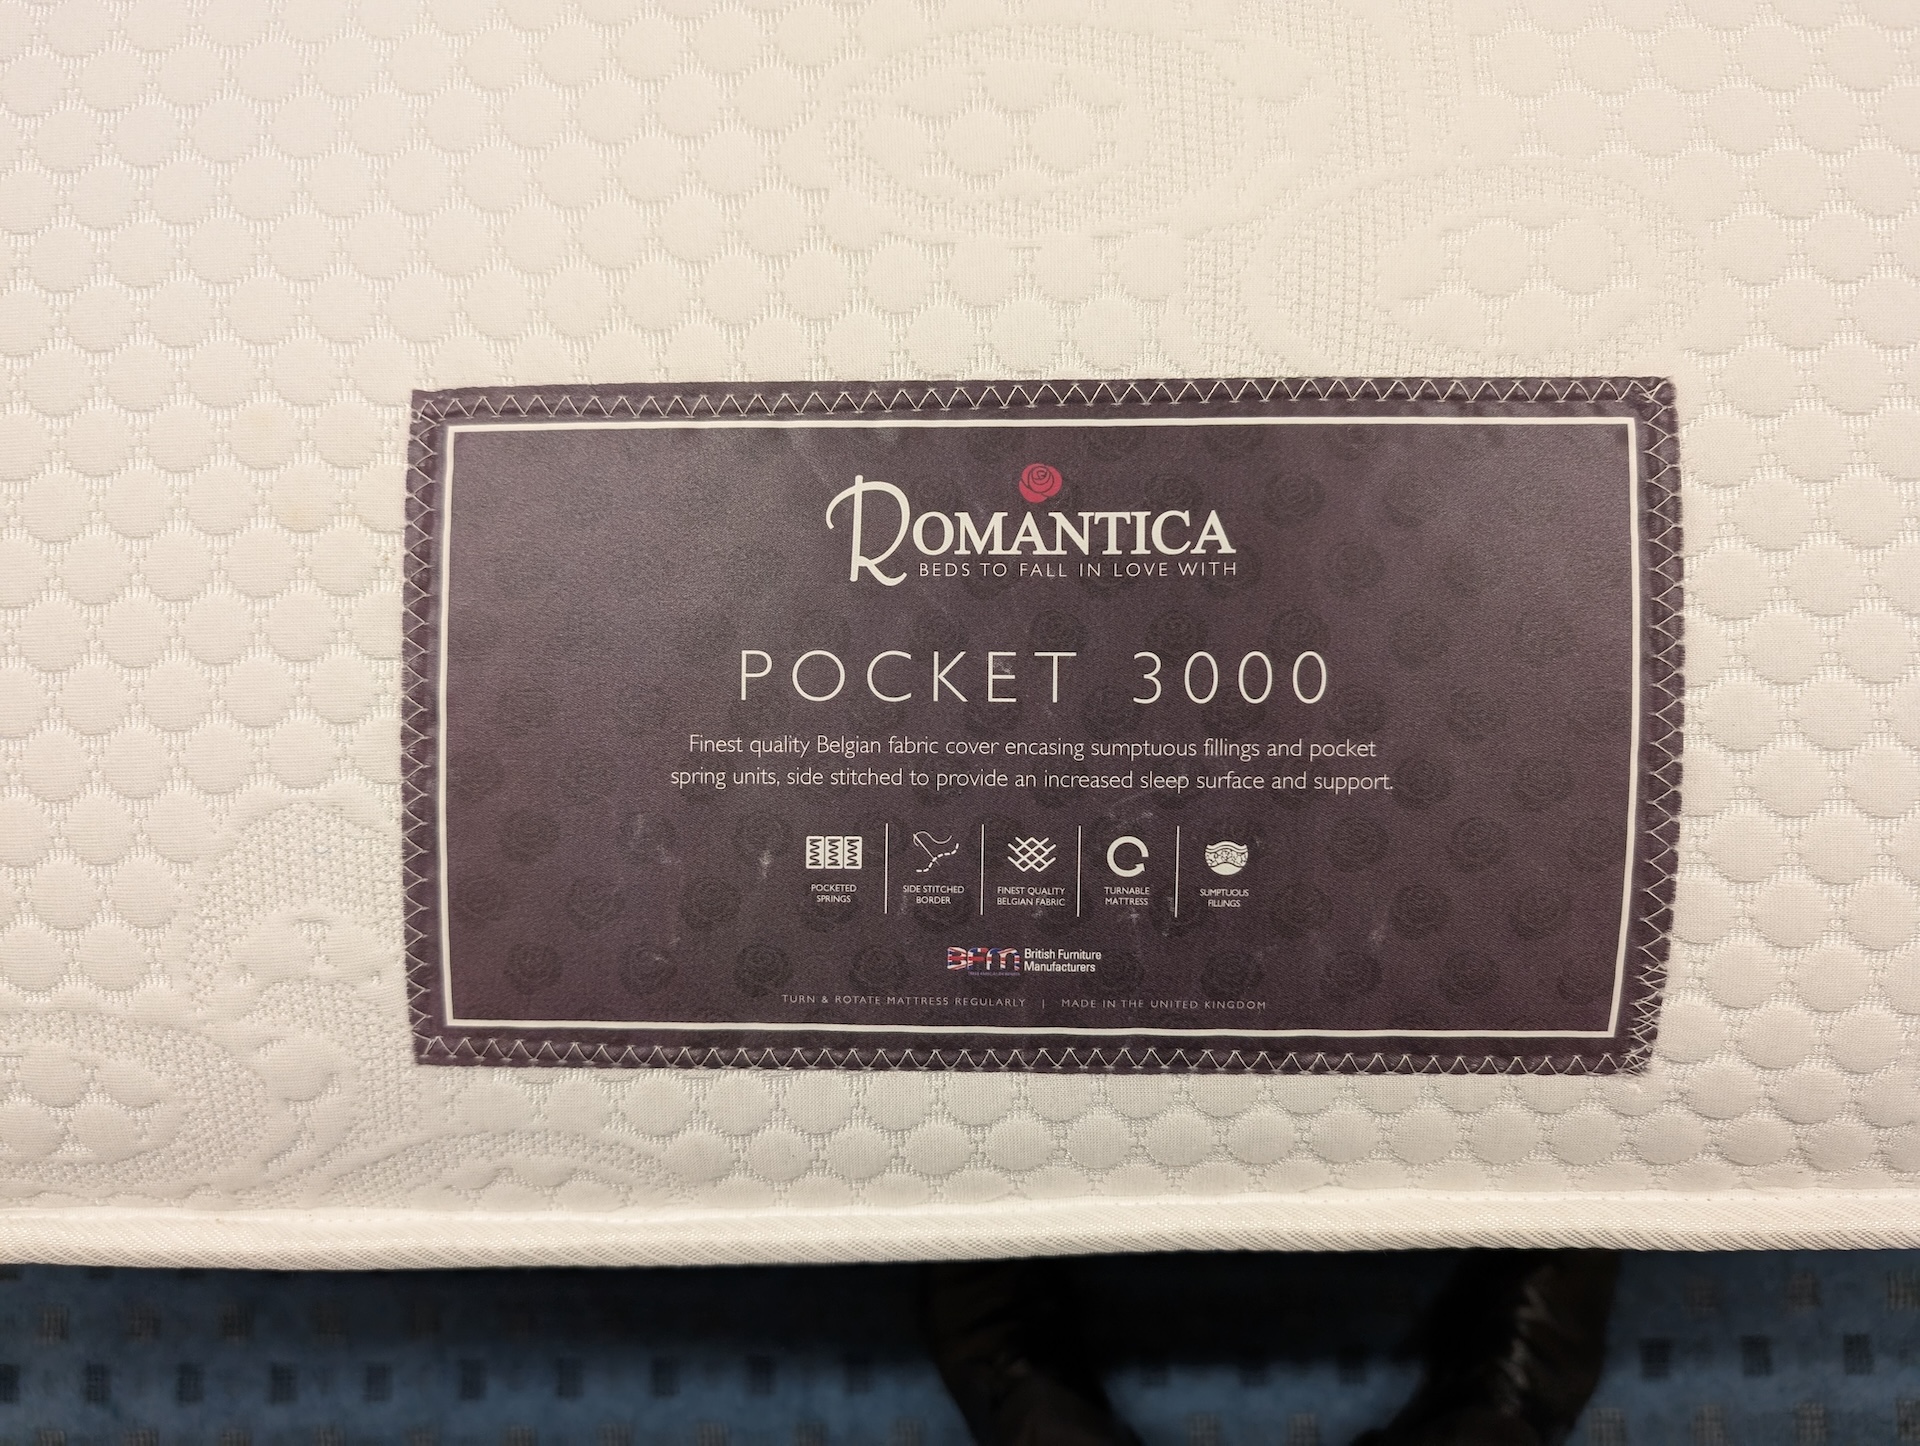 ROMANTICA
BEDS TO FALL IN LOVE WITH
POCKET 3000
Finest quality Belgian fabric cover encasing sumptuous fillings and pocket
spring units, side stitched to provide an increased sleep surface and support.
POCKETED
SPRINGS
SIDE STITCHED
BORDER
FINEST QUALITY
BELGIAN FABRIC
TURNABLE
MATTRESS
SUMPTUOUS
FILLINGS
BFM British Furniture
Manufacturers
TURN & ROTATE MATTRESS REGULARLY | MADE IN THE UNITED KINGDOM